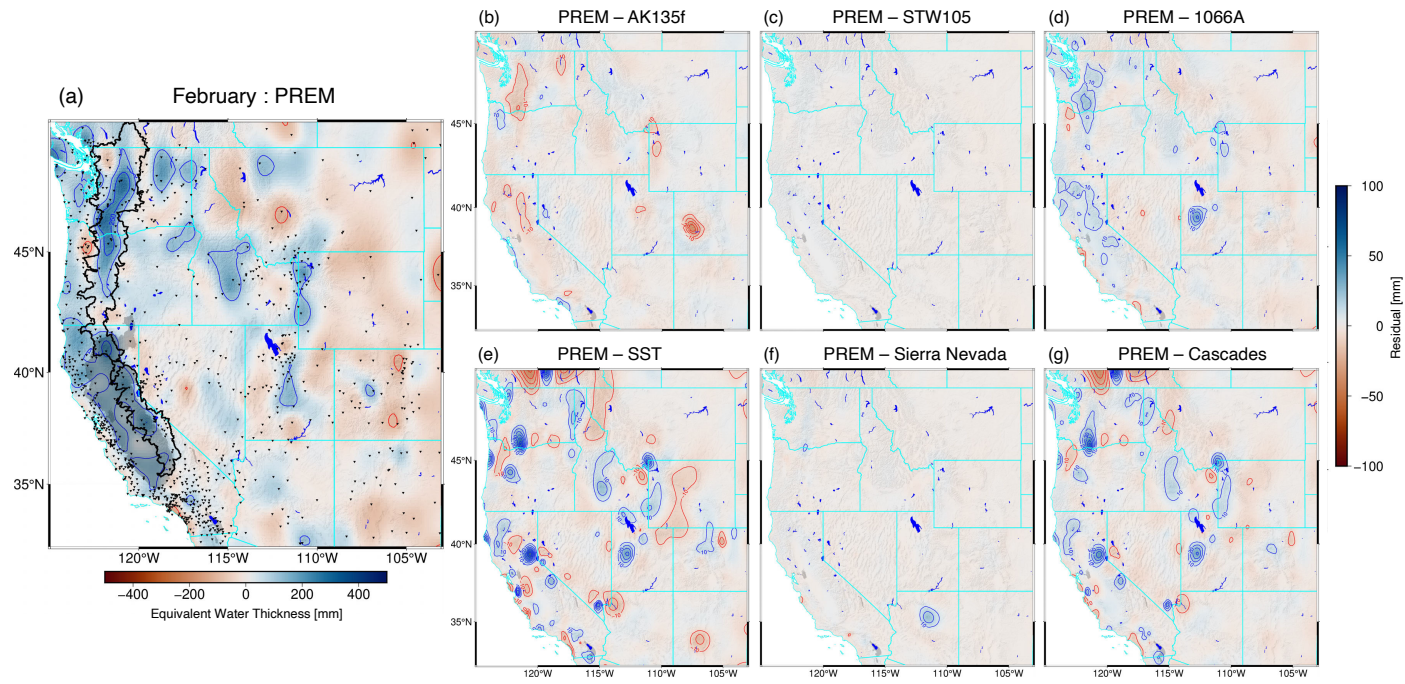 (a) February : PREM
45°N
40°N
35°N
120°W 115°W 110°W 105°W
−400 −200 0 200 400
Equivalent Water Thickness [mm]
(b) PREM – AK135f
(c) PREM – STW105
(d) PREM – 1066A
45°N
40°N
35°N
(e) PREM – SST
(f) PREM – Sierra Nevada
(g) PREM – Cascades
45°N
40°N
35°N
120°W 115°W 110°W 105°W
120°W 115°W 110°W 105°W
120°W 115°W 110°W 105°W
100
50
0
−50
−100
Residual [mm]